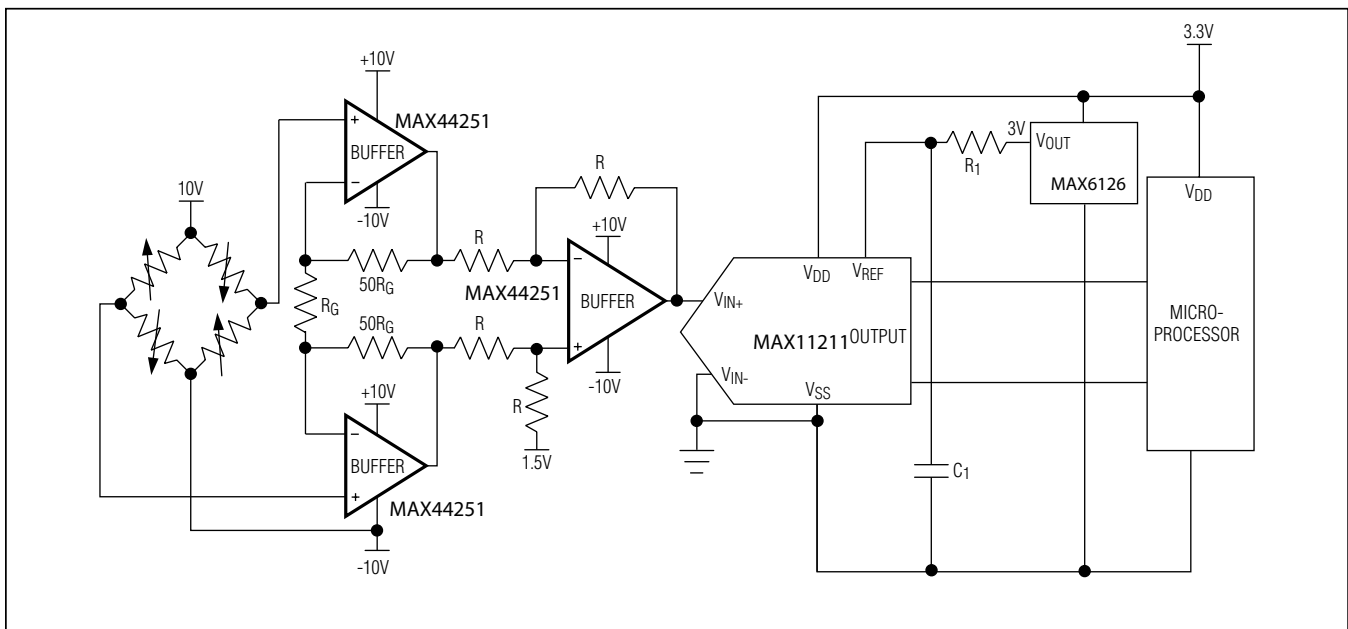 3.3V
+10V
MAX44251
+
BUFFER
−
-10V
10V
3V
VOUT
R1
MAX6126
VDD
R
50RG
R
MAX44251
+10V
−
BUFFER
+
-10V
RG
50RG
R
R
1.5V
VDD
VREF
VIN+
MAX11211
OUTPUT
VIN-
VSS
MICRO-
PROCESSOR
+10V
−
BUFFER
+
MAX44251
-10V
C1